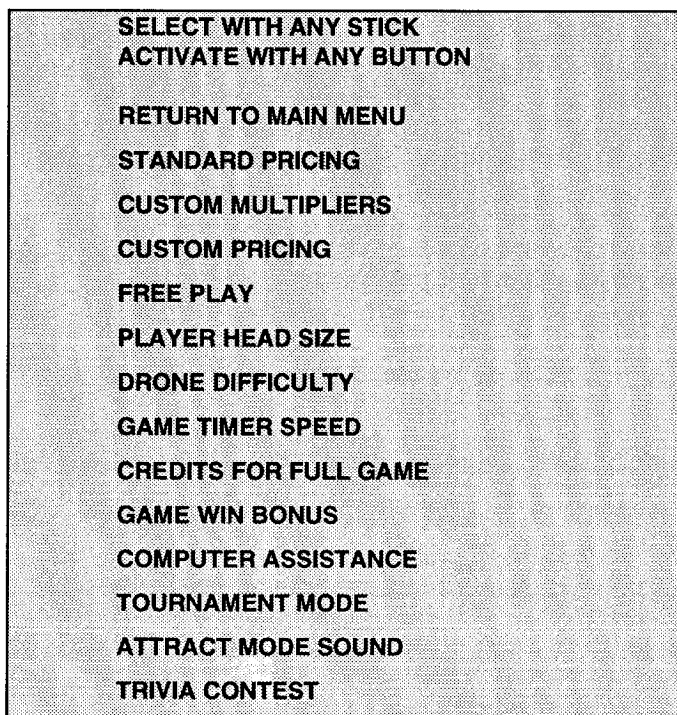 SELECT WITH ANY STICK
ACTIVATE WITH ANY BUTTON
RETURN TO MAIN MENU
STANDARD PRICING
CUSTOM MULTIPLIERS
CUSTOM PRICING
FREE PLAY
PLAYER HEAD SIZE
DRONE DIFFICULTY
GAME TIMER SPEED
CREDITS FOR FULL GAME
GAME WIN BONUS
COMPUTER ASSISTANCE
TOURNAMENT MODE
ATTRACT MODE SOUND
TRIVIA CONTEST